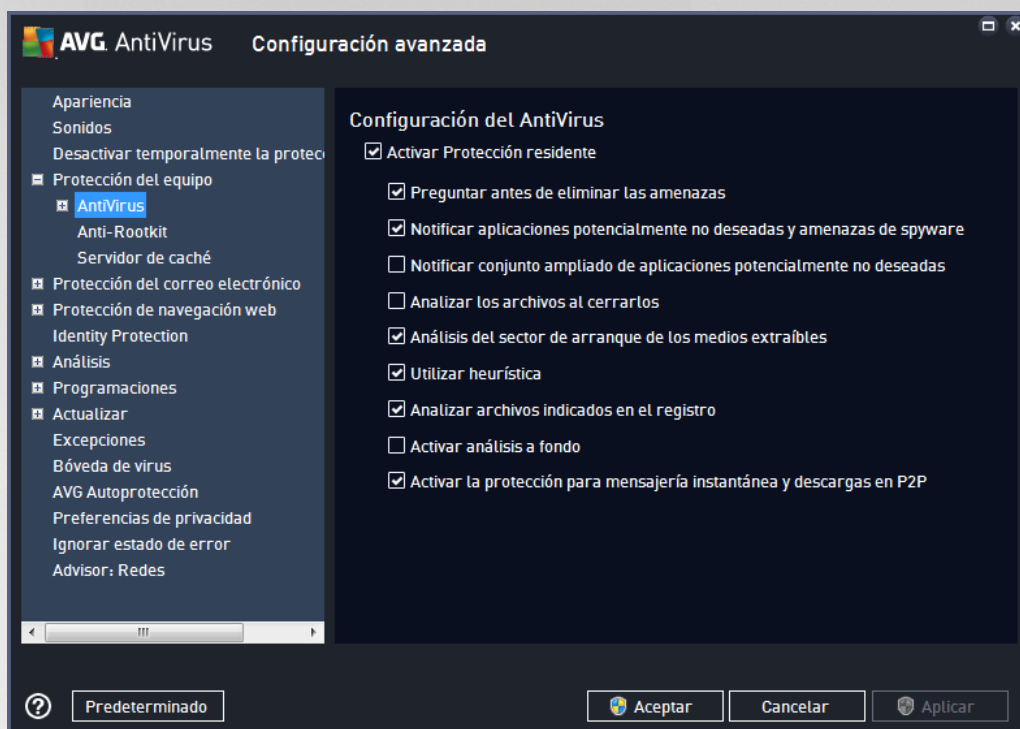 AVG. AntiVirus
Configuración avanzada
Apariencia
Sonidos
Desactivar temporalmente la protec
Protección del equipo
AntiVirus
Anti-Rootkit
Servidor de caché
Protección del correo electrónico
Protección de navegación web
Identity Protection
Análisis
Programaciones
Actualizar
Excepciones
Bóveda de virus
AVG Autoprotección
Preferencias de privacidad
Ignorar estado de error
Advisor: Redes
Configuración del AntiVirus
Activar Protección residente
Preguntar antes de eliminar las amenazas
Notificar aplicaciones potencialmente no deseadas y amenazas de spyware
Notificar conjunto ampliado de aplicaciones potencialmente no deseadas
Analizar los archivos al cerrarlos
Análisis del sector de arranque de los medios extraíbles
Utilizar heurística
Analizar archivos indicados en el registro
Activar análisis a fondo
Activar la protección para mensajería instantánea y descargas en P2P
Predeterminado
Aceptar
Cancelar
Aplicar